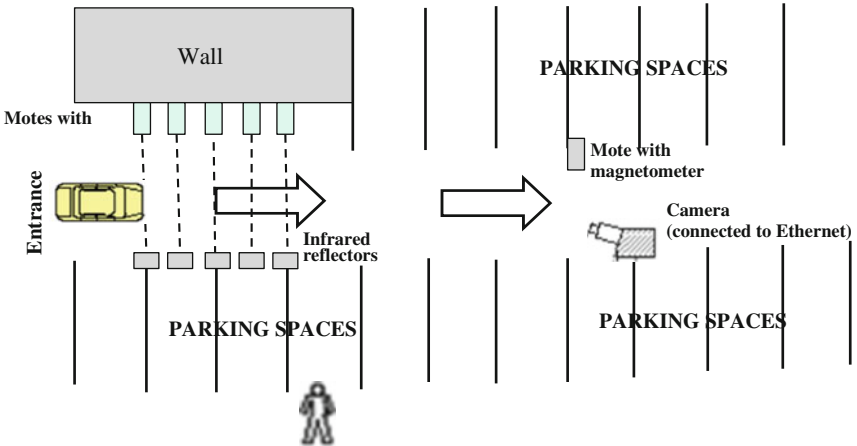 Wall
PARKING SPACES
Motes with
Mote with
magnetometer
Entrance
Camera
(connected to Ethernet)
Infrared
reflectors
PARKING SPACES
PARKING SPACES